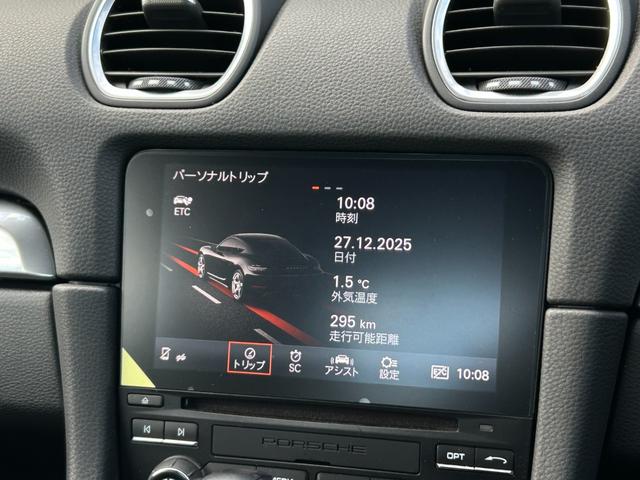 パーソナルトリップ
ETC
10:08
時刻
27.12.2025
日付
1.5 °C
外気温度
295 km
走行可能距離
トリップ
SC
アシスト
設定
10:08
PORSCHE
OPT